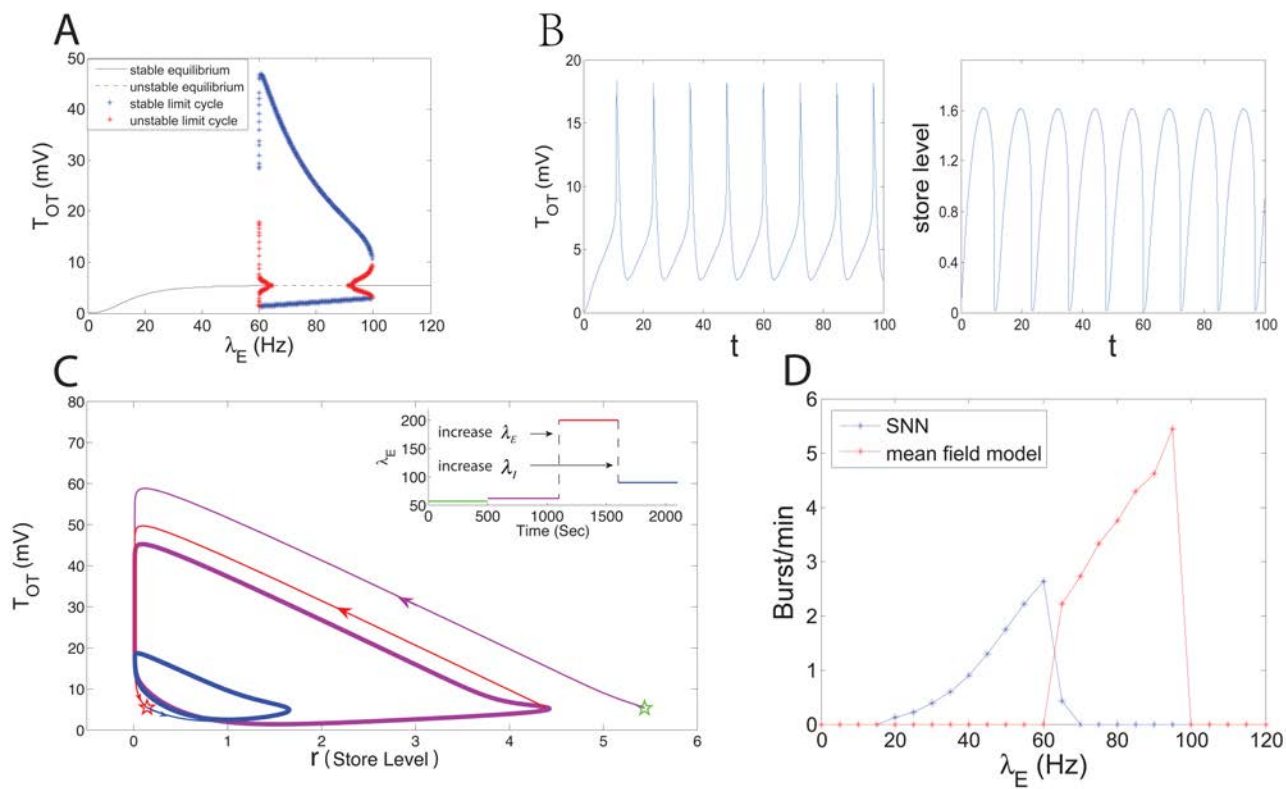 A
50
40
30
20
10
0
T_OT (mV)
stable equilibrium
unstable equilibrium
stable limit cycle
unstable limit cycle
0 20 40 60 80 100 120
λ_E (Hz)
B
20
15
10
5
0
T_OT (mV)
0 20 40 60 80 100
t
1.6
1.2
0.8
0.4
0
store level
0 20 40 60 80 100
t
C
80
70
60
50
40
30
20
10
0
T_OT (mV)
0 1 2 3 4 5 6
r (Store Level)
200
150
100
50
λ_E
increase λ_E
increase λ_I
0 500 1000 1500 2000
Time (Sec)
D
6
5
4
3
2
1
0
Burst/min
SNN
mean field model
0 20 40 60 80 100 120
λ_E (Hz)